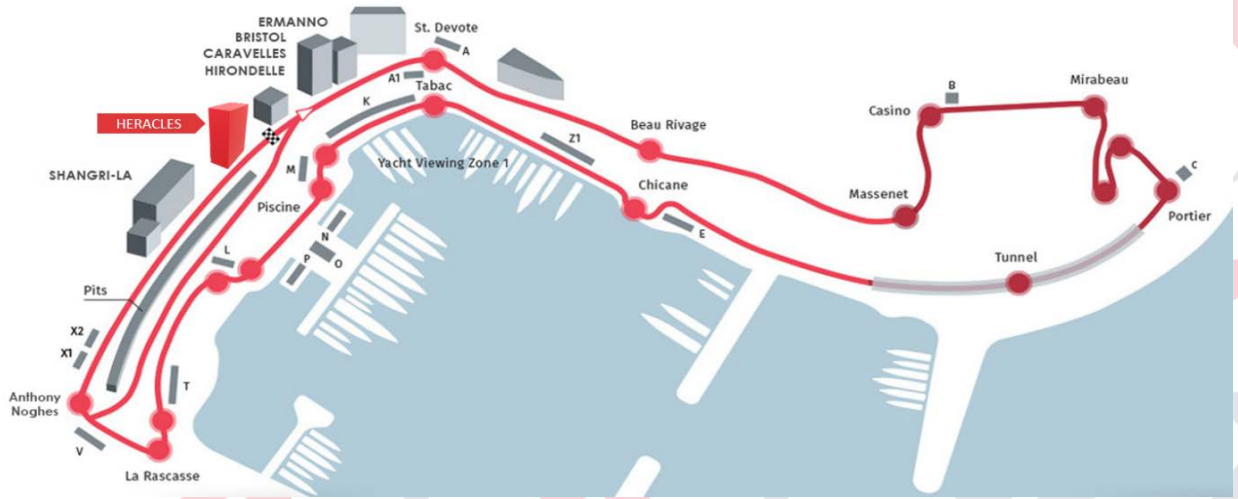 ERMANNO
BRISTOL
CARAVELLES
HIRONDELLE
St. Devote
A
A1
Tabac
K
HERACLES
SHANGRI-LA
M
Yacht Viewing Zone 1
Z1
Beau Rivage
Casino
B
Mirabeau
C
Massenet
Portier
Chicane
E
Tunnel
Piscine
N
O
P
L
Pits
X2
X1
Anthony
Noghes
T
V
La Rascasse